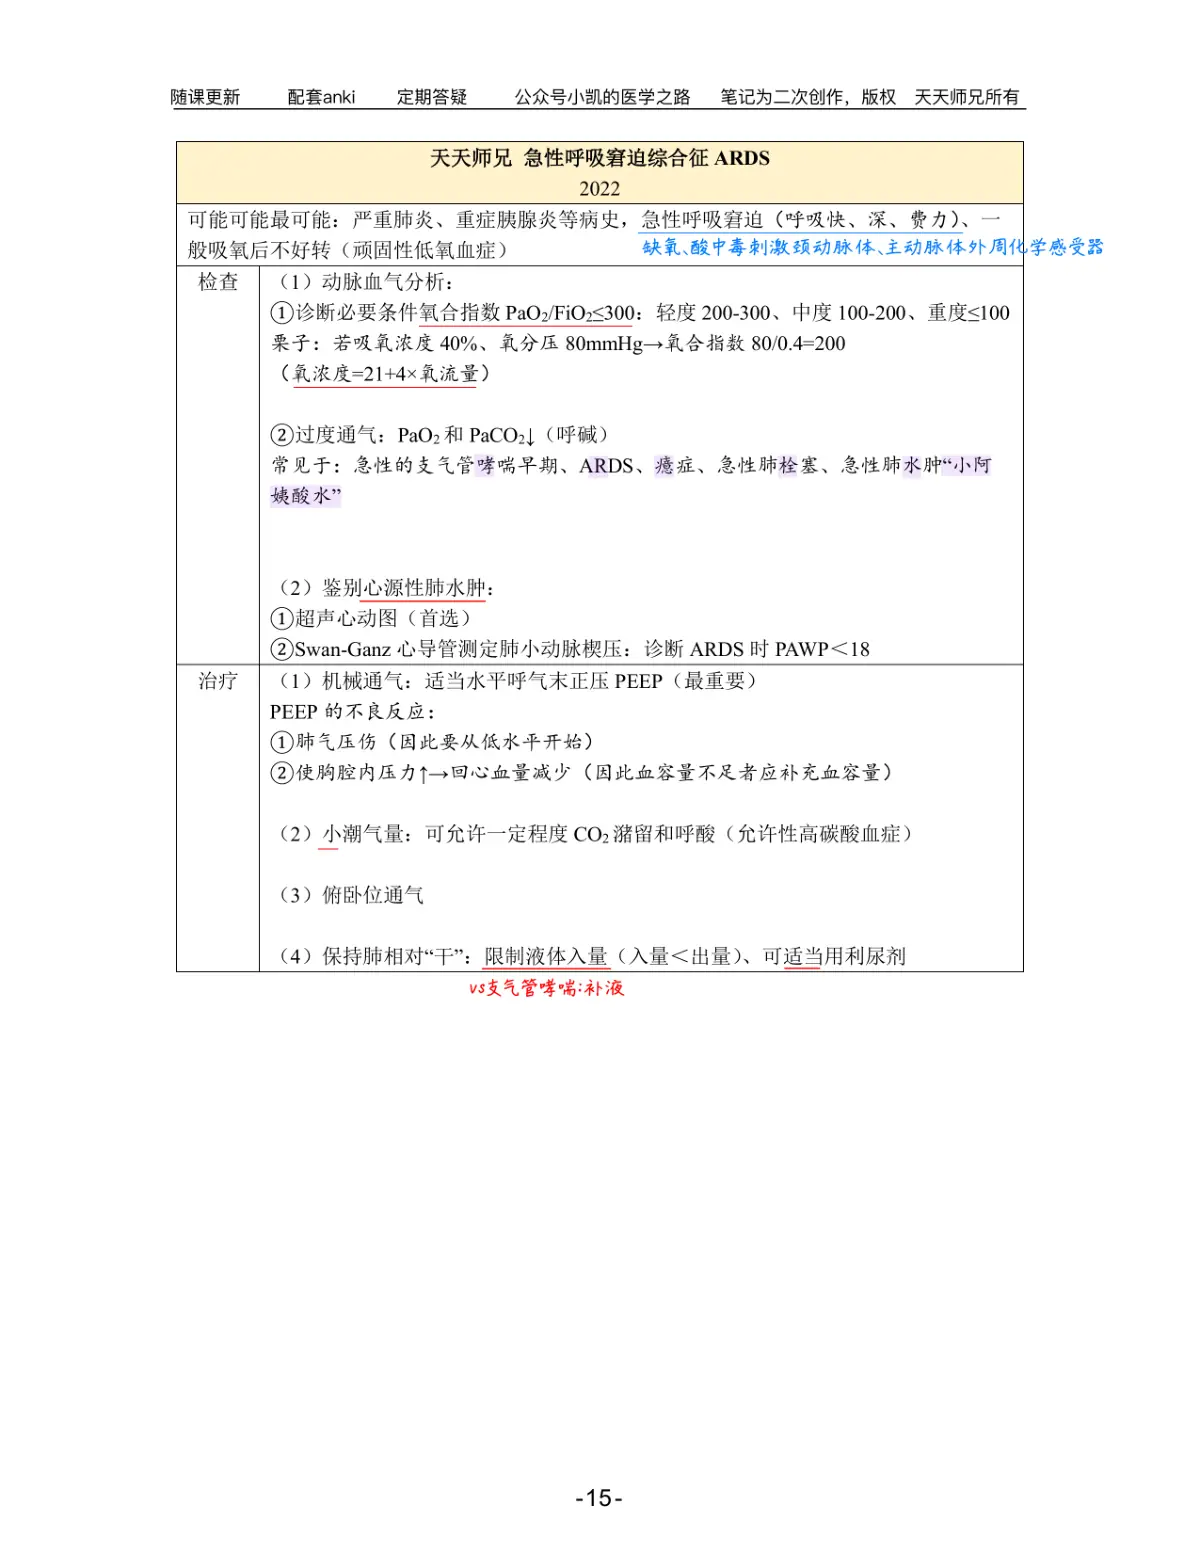 随课更新 配套anki 定期答疑 公众号小凯的医学之路 笔记为二次创作，版权 天天师兄所有
天天师兄 急性呼吸窘迫综合征 ARDS
2022
可能可能最可能：严重肺炎、重症胰腺炎等病史，急性呼吸窘迫（呼吸快、深、费力）、一
般吸氧后不好转（顽固性低氧血症）
缺氧、酸中毒刺激颈动脉体、主动脉体外周化学感受器
检查
（1）动脉血气分析：
①诊断必要条件氧合指数 PaO₂/FiO₂≤300：轻度 200-300、中度 100-200、重度≤100
栗子：若吸氧浓度 40%、氧分压 80mmHg→氧合指数 80/0.4=200
（氧浓度=21+4×氧流量）
②过度通气：PaO₂ 和 PaCO₂↓（呼碱）
常见于：急性的支气管哮喘早期、ARDS、癔症、急性肺栓塞、急性肺水肿“小阿
姨酸水”
（2）鉴别心源性肺水肿：
①超声心动图（首选）
②Swan-Ganz 心导管测定肺小动脉楔压：诊断 ARDS 时 PAWP＜18
治疗
（1）机械通气：适当水平呼气末正压 PEEP（最重要）
PEEP 的不良反应：
①肺气压伤（因此要从低水平开始）
②使胸腔内压力↑→回心血量减少（因此血容量不足者应补充血容量）
（2）小潮气量：可允许一定程度 CO₂ 潴留和呼酸（允许性高碳酸血症）
（3）俯卧位通气
（4）保持肺相对“干”：限制液体入量（入量＜出量）、可适当用利尿剂
vs支气管哮喘:补液
-15-